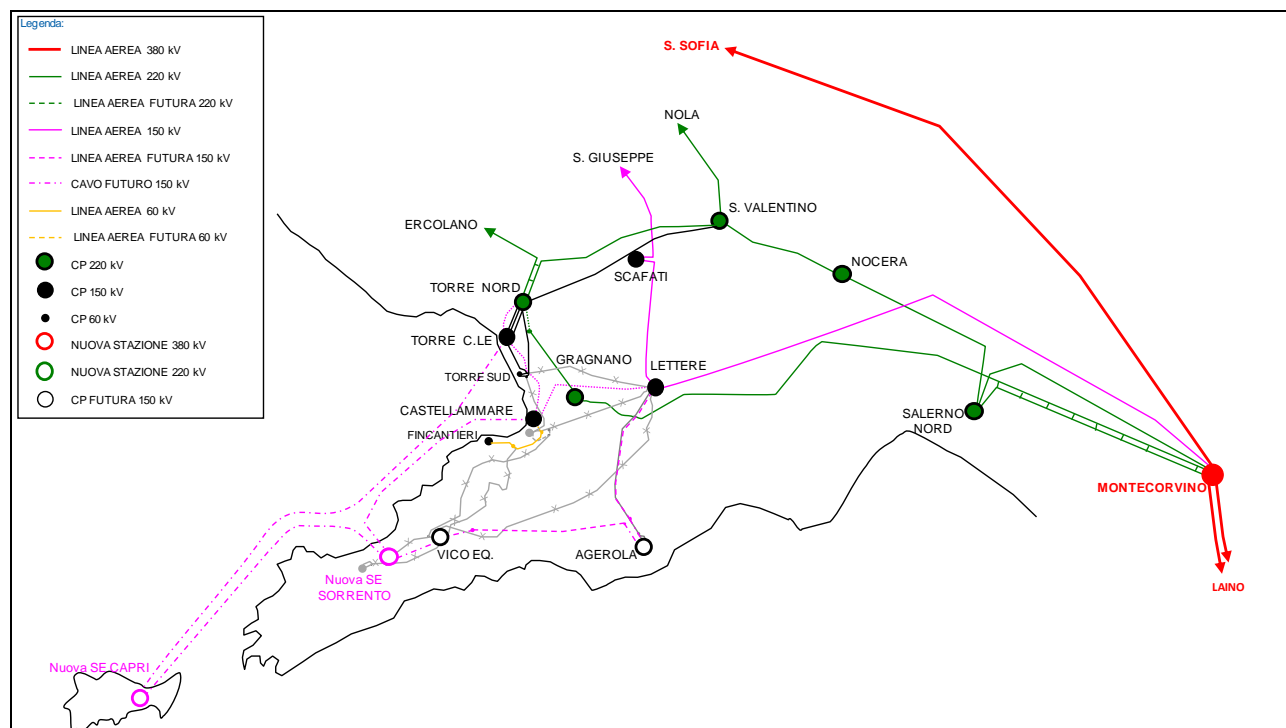 Legenda:
LINEA AEREA 380 kV
LINEA AEREA 220 kV
LINEA AEREA FUTURA 220 kV
LINEA AEREA 150 kV
LINEA AEREA FUTURA 150 kV
CAVO FUTURO 150 kV
LINEA AEREA 60 kV
LINEA AEREA FUTURA 60 kV
CP 220 kV
CP 150 kV
CP 60 kV
NUOVA STAZIONE 380 kV
NUOVA STAZIONE 220 kV
CP FUTURA 150 kV
S. SOFIA
NOLA
S. GIUSEPPE
S. VALENTINO
ERCOLANO
NOCERA
SCAFATI
TORRE NORD
TORRE C.LE
GRAGNANO
LETTERE
TORRE SUD
CASTELLAMMARE
SALERNO
NORD
FINCANTIERI
MONTECORVINO
VICO EQ.
AGEROLA
Nuova SE
SORRENTO
LAINO
Nuova SE CAPRI